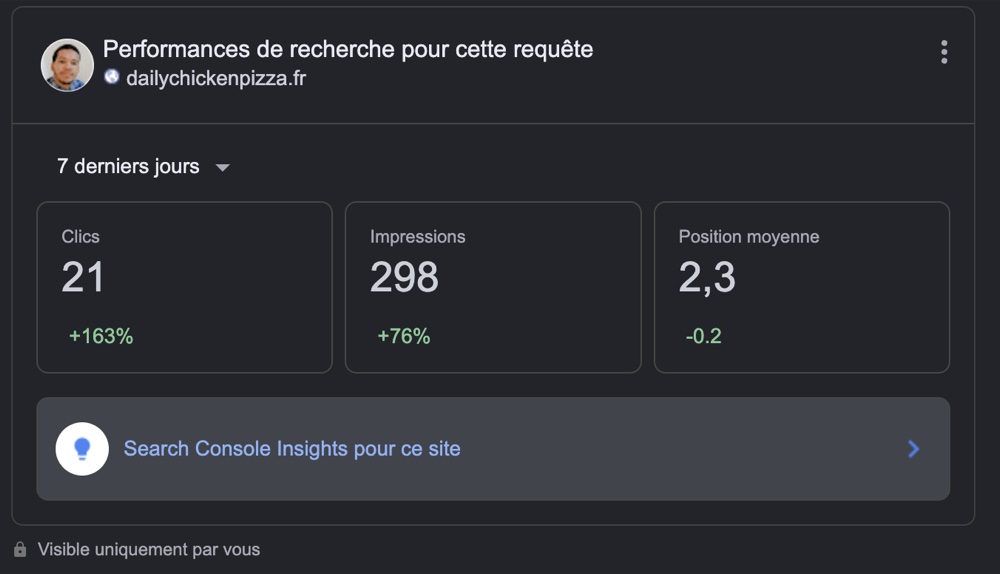 Performances de recherche pour cette requête
dailychickenpizza.fr
7 derniers jours
Clics
21
+163%
Impressions
298
+76%
Position moyenne
2,3
-0.2
Search Console Insights pour ce site
Visible uniquement par vous